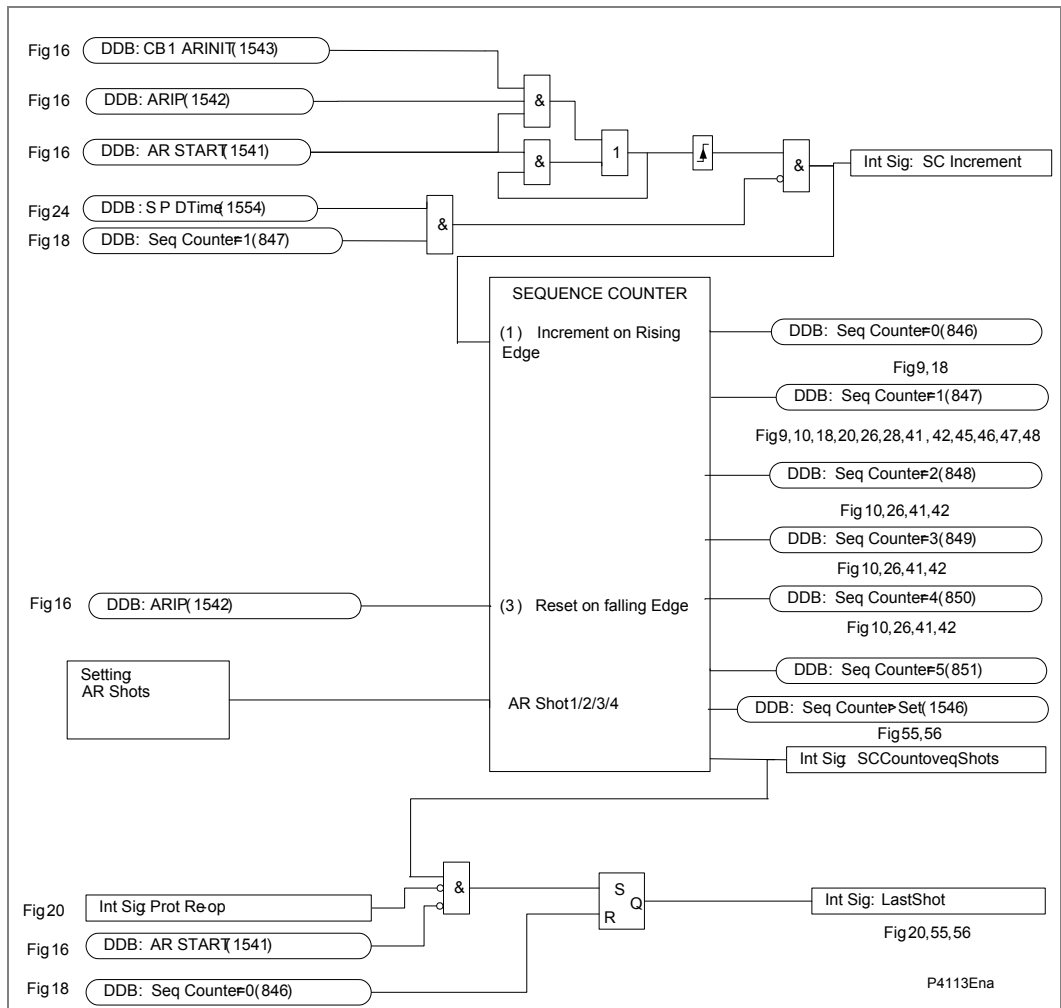 Fig 16
DDB: CB1 ARINIT(1543)
Fig 16
DDB: ARIP(1542)
&
Fig 16
DDB: AR START(1541)
1
&
&
Int Sig: SC Increment
Fig 24
DDB: S P DTime(1554)
&
Fig 18
DDB: Seq Counter=1(847)
SEQUENCE COUNTER
(1) Increment on Rising
Edge
DDB: Seq Counter=0(846)
Fig 9, 18
DDB: Seq Counter=1(847)
Fig 9, 10, 18, 20, 26, 28, 41 , 42, 45, 46, 47, 48
DDB: Seq Counter=2(848)
Fig 10, 26, 41, 42
DDB: Seq Counter=3(849)
Fig 10, 26, 41, 42
Fig 16
DDB: ARIP(1542)
(3) Reset on falling Edge
DDB: Seq Counter=4(850)
Fig 10, 26, 41, 42
Setting:
AR Shots
AR Shot1/2/3/4
DDB: Seq Counter=5(851)
DDB: Seq Counter>Set(1546)
Fig 55, 56
Int Sig: SCCountoveqShots
Fig 20
Int Sig: Prot Re-op
&
S
Q
R
Int Sig: LastShot
Fig 20, 55, 56
Fig 16
DDB: AR START(1541)
Fig 18
DDB: Seq Counter=0(846)
P4113Ena